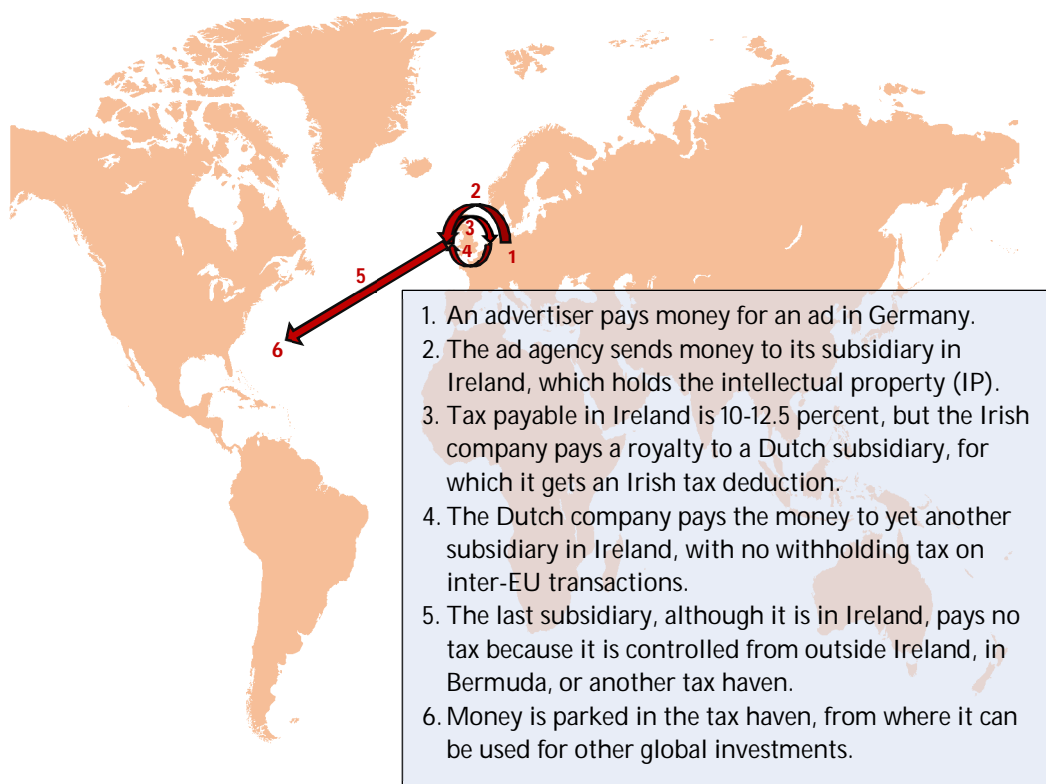 2
3
4
1
5
6
1. An advertiser pays money for an ad in Germany.
2. The ad agency sends money to its subsidiary in
Ireland, which holds the intellectual property (IP).
3. Tax payable in Ireland is 10-12.5 percent, but the Irish
company pays a royalty to a Dutch subsidiary, for
which it gets an Irish tax deduction.
4. The Dutch company pays the money to yet another
subsidiary in Ireland, with no withholding tax on
inter-EU transactions.
5. The last subsidiary, although it is in Ireland, pays no
tax because it is controlled from outside Ireland, in
Bermuda, or another tax haven.
6. Money is parked in the tax haven, from where it can
be used for other global investments.